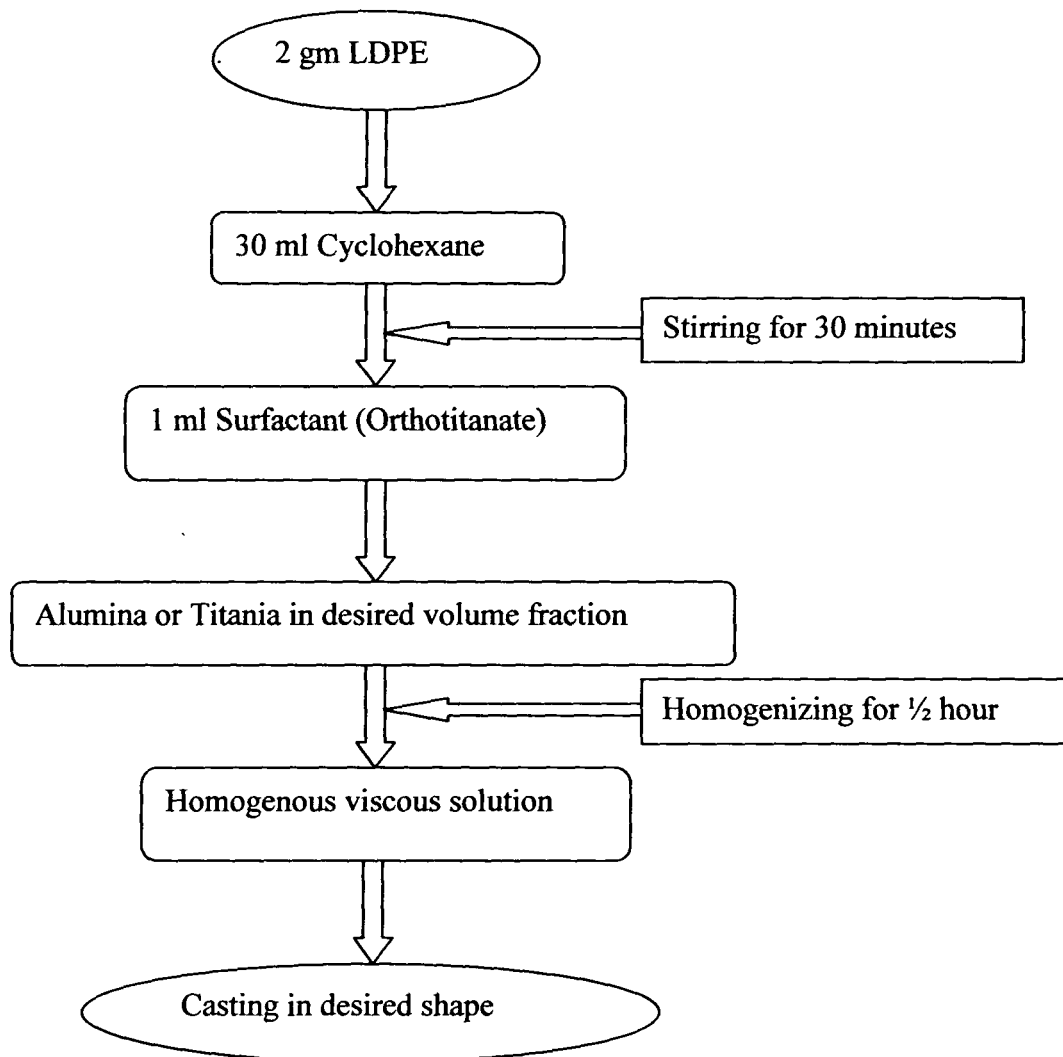 2 gm LDPE
30 ml Cyclohexane
Stirring for 30 minutes
1 ml Surfactant (Orthotitanate)
Alumina or Titania in desired volume fraction
Homogenizing for ½ hour
Homogenous viscous solution
Casting in desired shape